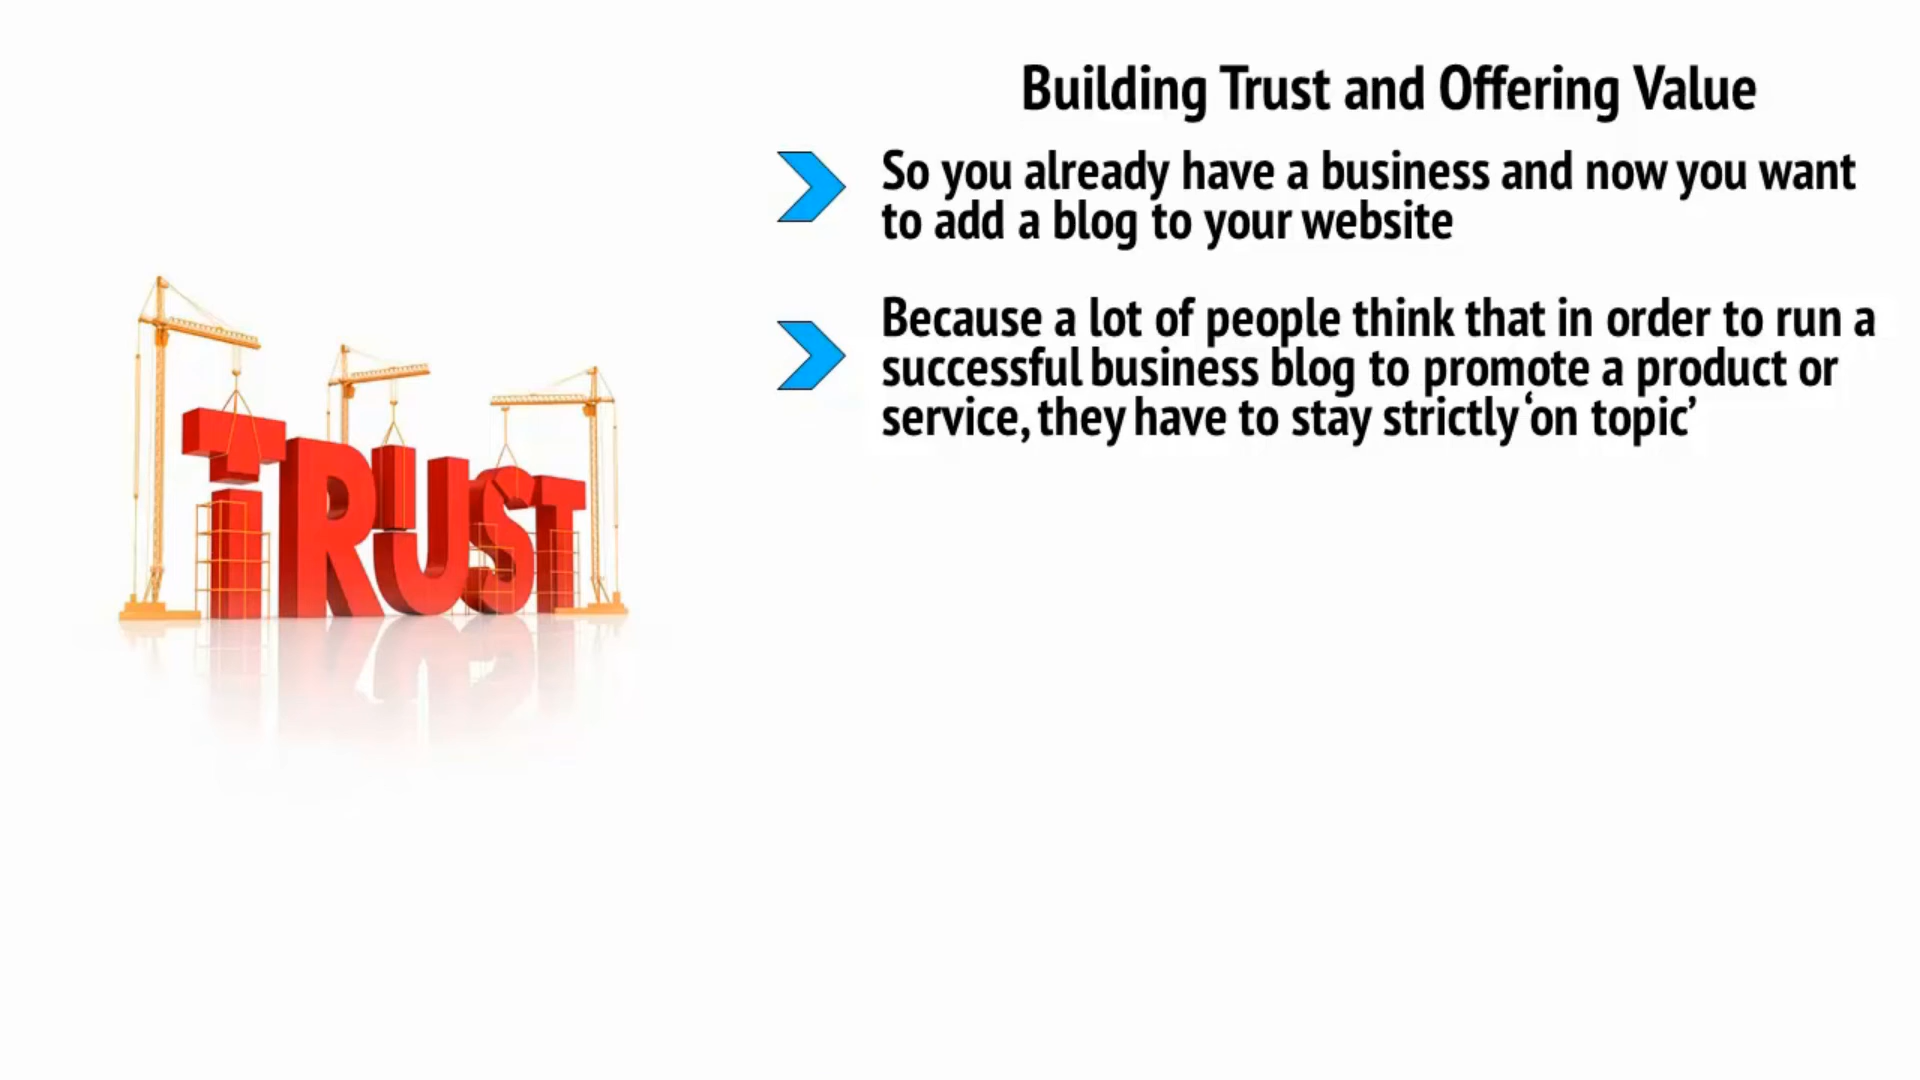 Building Trust and Offering Value
So you already have a business and now you want
to add a blog to your website
Because a lot of people think that in order to run a
successful business blog to promote a product or
service, they have to stay strictly ‘on topic’
TRUST